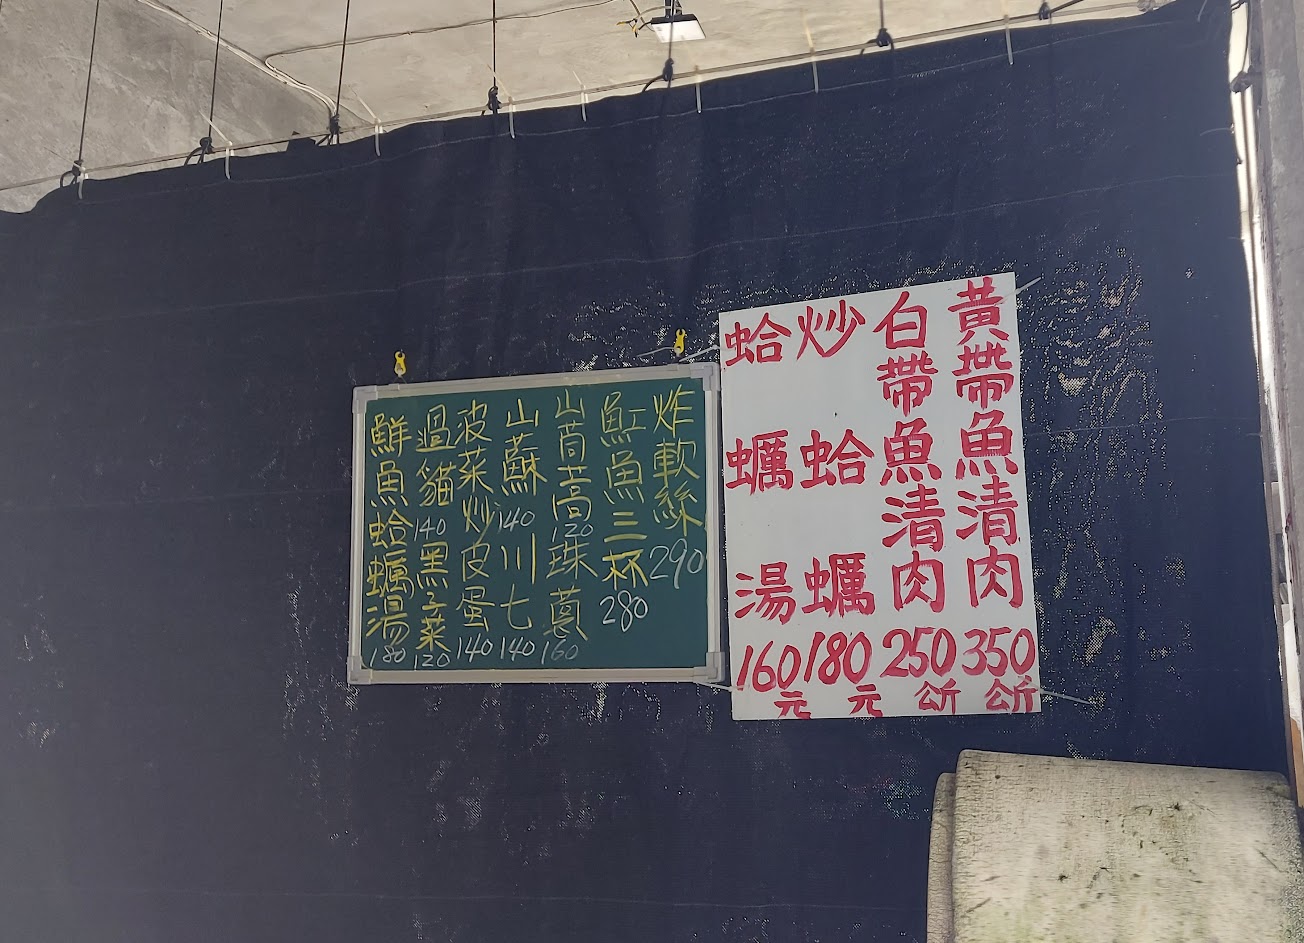 黃帶魚清肉350公斤
白帶魚清肉250公斤
炒蛤蠣180元
蛤蠣湯160元
炸軟絲290
魟魚三杯280
山茼蒿120 珠蔥160
山蘇140 川七140
波菜炒皮蛋140
過貓140 黑子菜120
鮮魚蛤蠣湯180